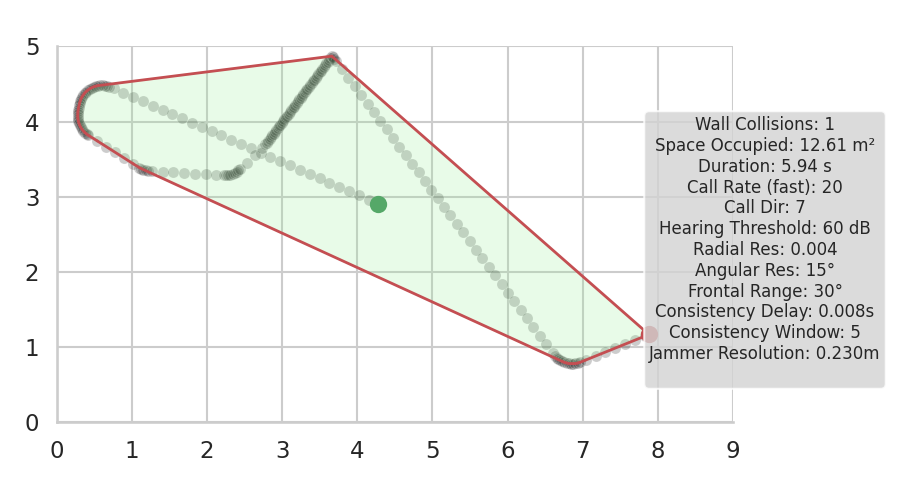 5
4
3
2
1
0
0 1 2 3 4 5 6 7 8 9
Wall Collisions: 1
Space Occupied: 12.61 m²
Duration: 5.94 s
Call Rate (fast): 20
Call Dir: 7
Hearing Threshold: 60 dB
Radial Res: 0.004
Angular Res: 15°
Frontal Range: 30°
Consistency Delay: 0.008s
Consistency Window: 5
Jammer Resolution: 0.230m